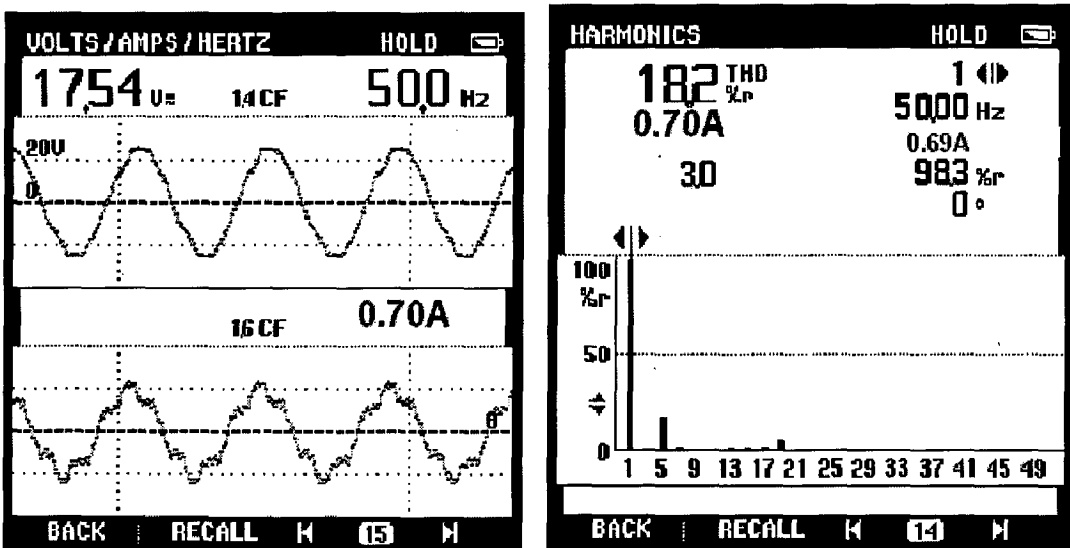 VOLTS/AMPS/HERTZ HOLD
17.54 V≂ 1.4 CF 50.0 Hz
20V
0
1.6 CF 0.70A
0
BACK RECALL 15
HARMONICS HOLD
18.2 THD %r 1
0.70A 50.00 Hz
0.69A
3.0 98.3 %r
0 °
100
%r
50
0
1 5 9 13 17 21 25 29 33 37 41 45 49
BACK RECALL 14